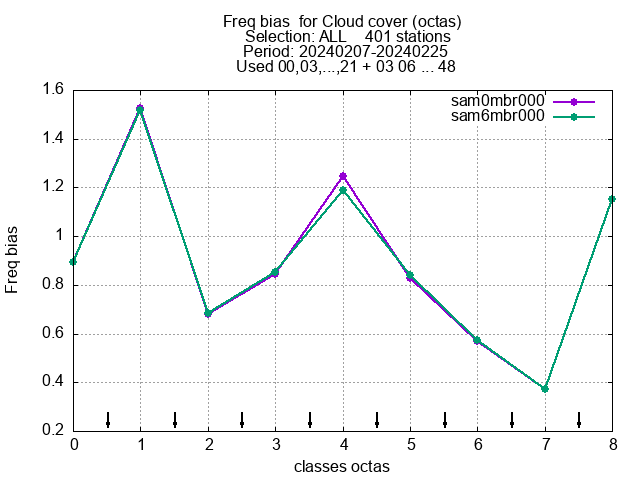 Freq bias  for Cloud cover (octas)
Selection: ALL    401 stations
Period: 20240207-20240225
Used 00,03,...,21 + 03 06 ... 48
sam0mbr000
sam6mbr000
1.6
1.4
1.2
1
0.8
0.6
0.4
0.2
Freq bias
0 1 2 3 4 5 6 7 8
classes octas